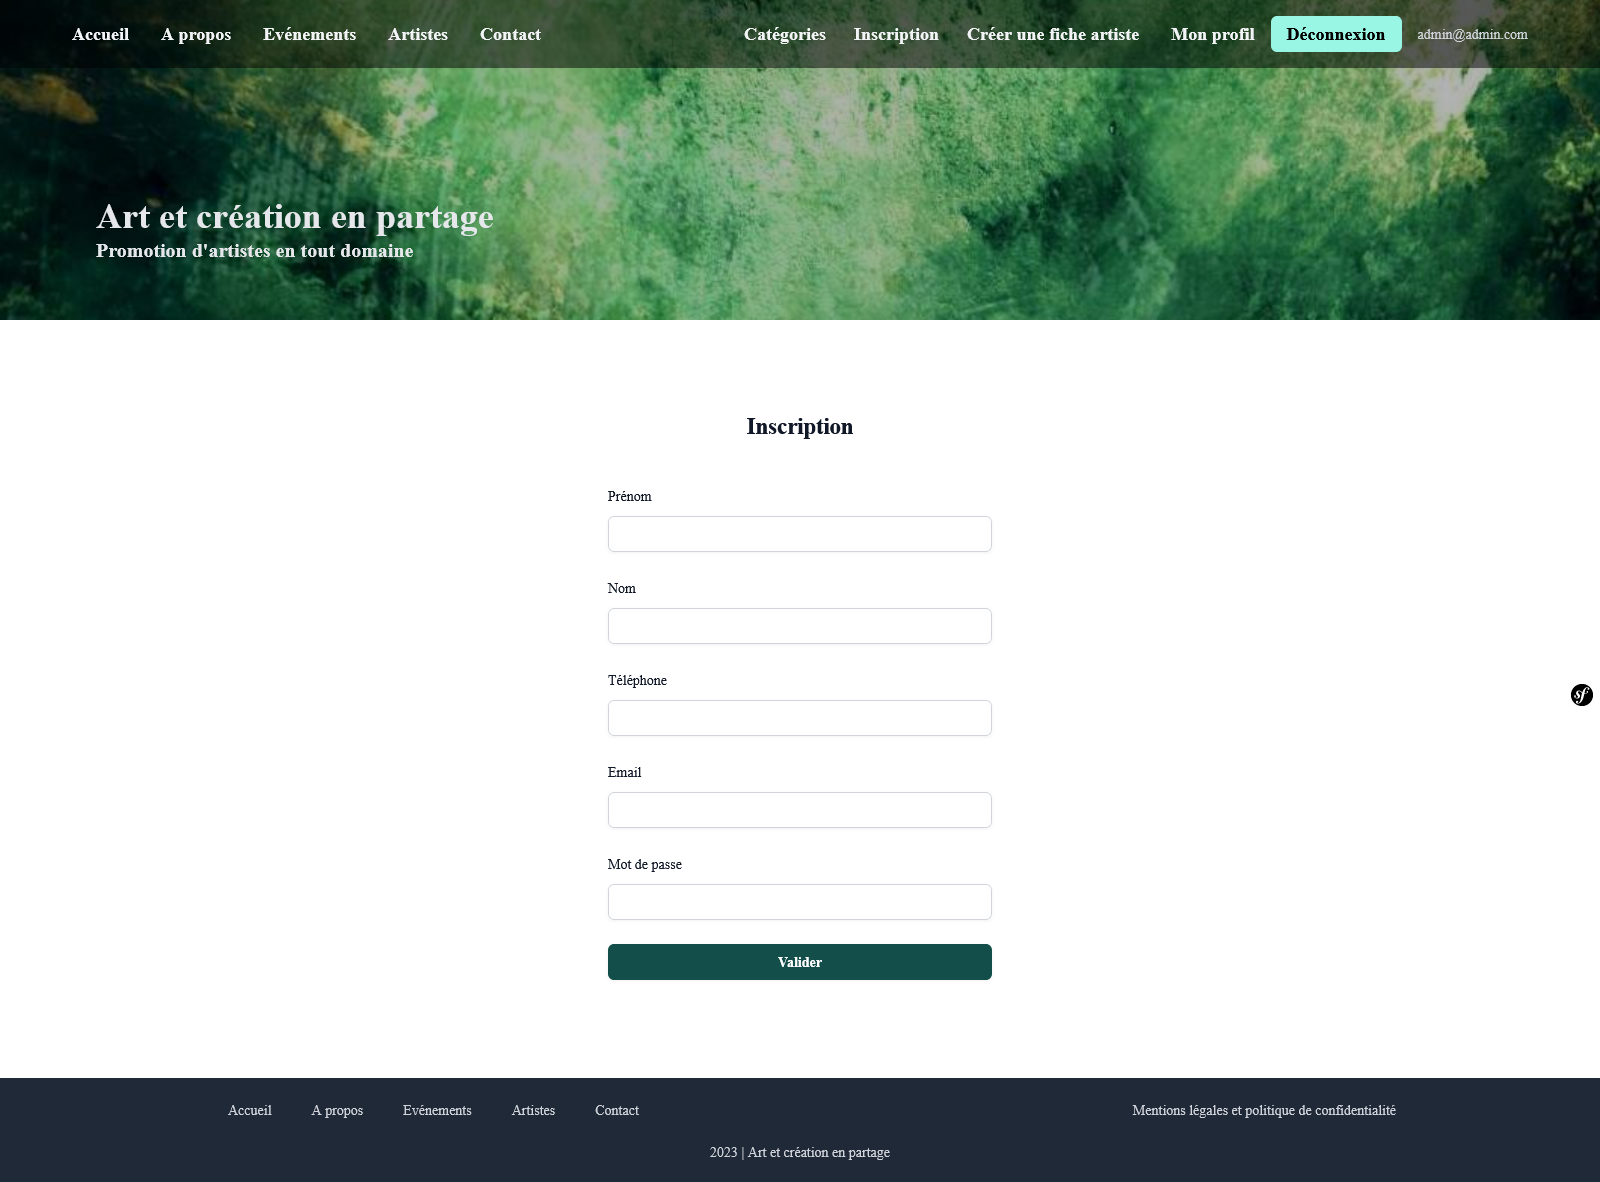 Accueil A propos Evénements Artistes Contact Catégories Inscription Créer une fiche artiste Mon profil Déconnexion admin@admin.com
Art et création en partage
Promotion d'artistes en tout domaine
Inscription
Prénom
Nom
Téléphone
sf
Email
Mot de passe
Valider
Accueil A propos Evénements Artistes Contact Mentions légales et politique de confidentialité
2023 | Art et création en partage